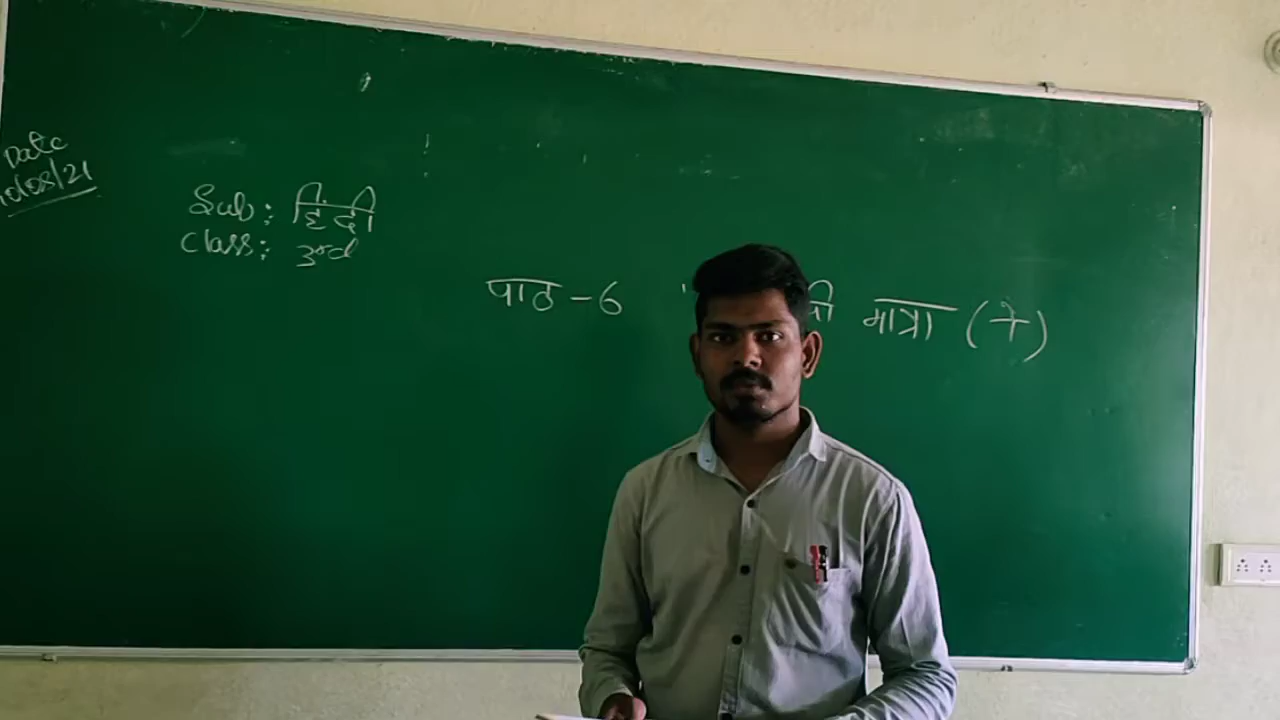 Date
Sub: हिंदी
Class: 3rd
पाठ-6 की मात्रा